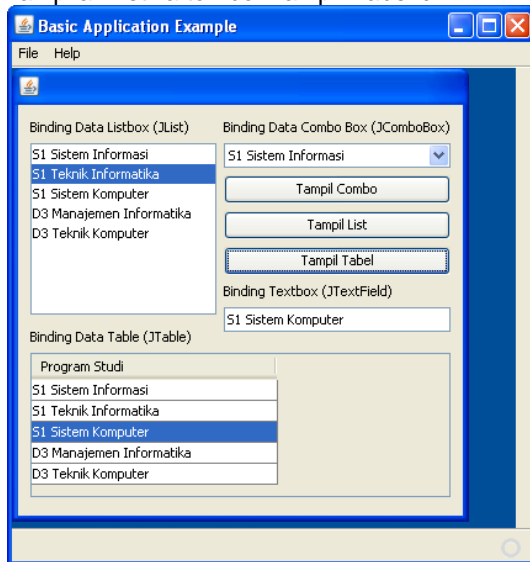 Basic Application Example
File Help
Binding Data Listbox (JList)
S1 Sistem Informasi
S1 Teknik Informatika
S1 Sistem Komputer
D3 Manajemen Informatika
D3 Teknik Komputer
Binding Data Combo Box (JComboBox)
S1 Sistem Informasi
Tampil Combo
Tampil List
Tampil Tabel
Binding Textbox (JTextField)
S1 Sistem Komputer
Binding Data Table (JTable)
Program Studi
S1 Sistem Informasi
S1 Teknik Informatika
S1 Sistem Komputer
D3 Manajemen Informatika
D3 Teknik Komputer